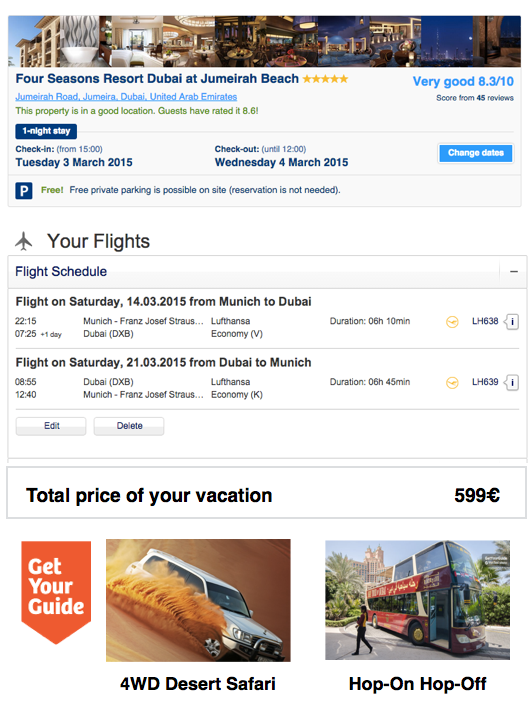 Four Seasons Resort Dubai at Jumeirah Beach
Very good 8.3/10
Jumeirah Road, Jumeira, Dubai, United Arab Emirates
Score from 45 reviews
This property is in a good location. Guests have rated it 8.6!
1-night stay
Check-in: (from 15:00)
Check-out: (until 12:00)
Tuesday 3 March 2015
Wednesday 4 March 2015
Change dates
P Free! Free private parking is possible on site (reservation is not needed).
Your Flights
Flight Schedule
Flight on Saturday, 14.03.2015 from Munich to Dubai
22:15 Munich - Franz Josef Straus… Lufthansa Duration: 06h 10min LH638 i
07:25 +1 day Dubai (DXB) Economy (V)
Flight on Saturday, 21.03.2015 from Dubai to Munich
08:55 Dubai (DXB) Lufthansa Duration: 06h 45min LH639 i
12:40 Munich - Franz Josef Straus… Economy (K)
Edit Delete
Total price of your vacation 599€
Get
Your
Guide
4WD Desert Safari Hop-On Hop-Off